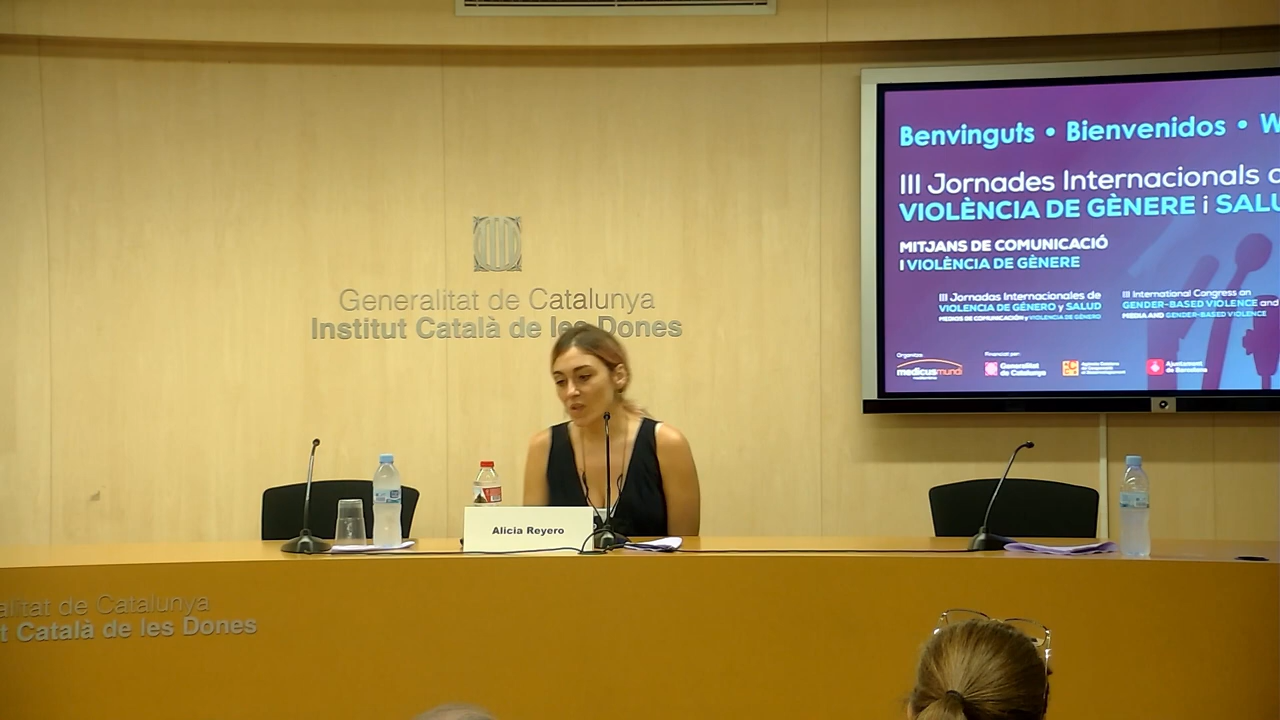 Generalitat de Catalunya
Institut Català de les Dones
Benvinguts • Bienvenidos •
III Jornades Internacionals
VIOLÈNCIA DE GÈNERE i
MITJANS DE COMUNICACIÓ
I VIOLÈNCIA DE GÈNERE
III Jornadas Internacionales de
VIOLENCIA DE GÉNERO y SALUD
MEDIOS DE COMUNICACIÓN y VIOLENCIA DE GÉNERO
III International Congress on
GENDER-BASED VIOLENCE and
MEDIA AND GENDER-BASED VIOLENCE
Organitza:
medicusmundi
Finançat per:
Generalitat
de Catalunya
Ajuntament
de Barcelona
Alicia Reyero
de Catalunya
Català de les Dones